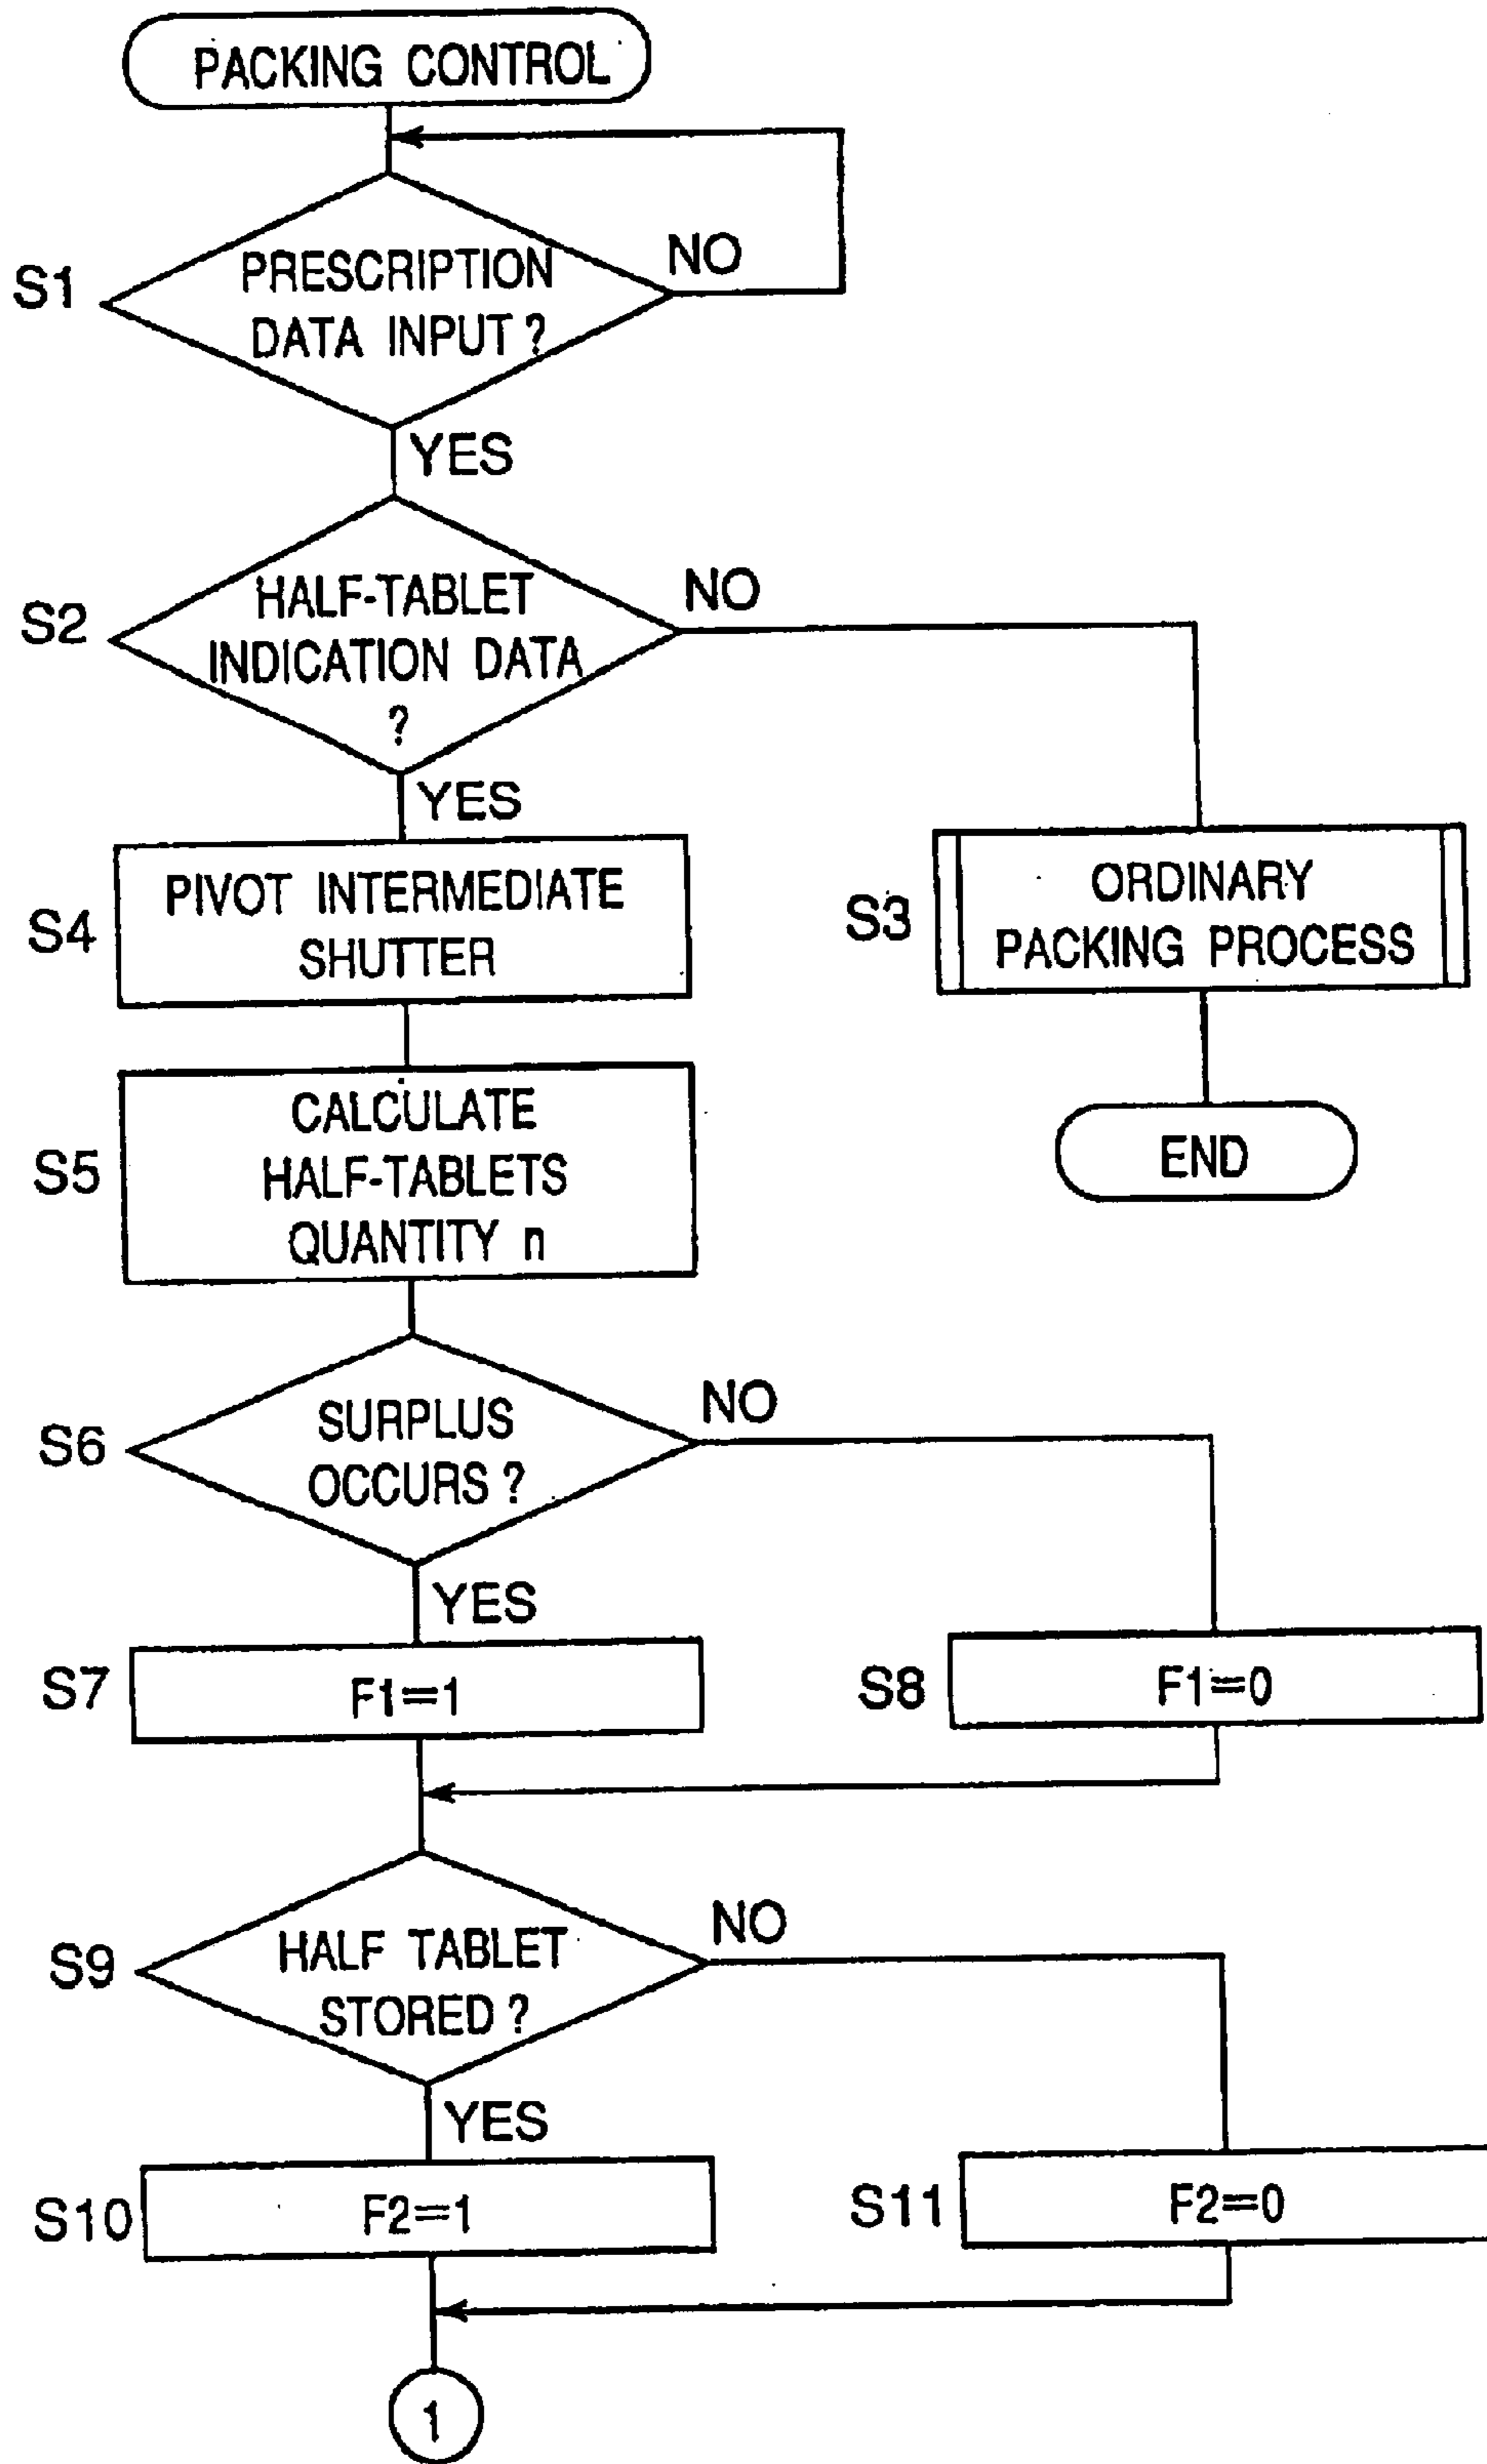 PACKING CONTROL
S1
PRESCRIPTION
DATA INPUT ?
NO
YES
S2
HALF-TABLET
INDICATION DATA
?
NO
YES
S4
PIVOT INTERMEDIATE
SHUTTER
S3
ORDINARY
PACKING PROCESS
S5
CALCULATE
HALF-TABLETS
QUANTITY n
END
S6
SURPLUS
OCCURS ?
NO
YES
S7
F1=1
S8
F1=0
S9
HALF TABLET
STORED ?
NO
YES
S10
F2=1
S11
F2=0
1